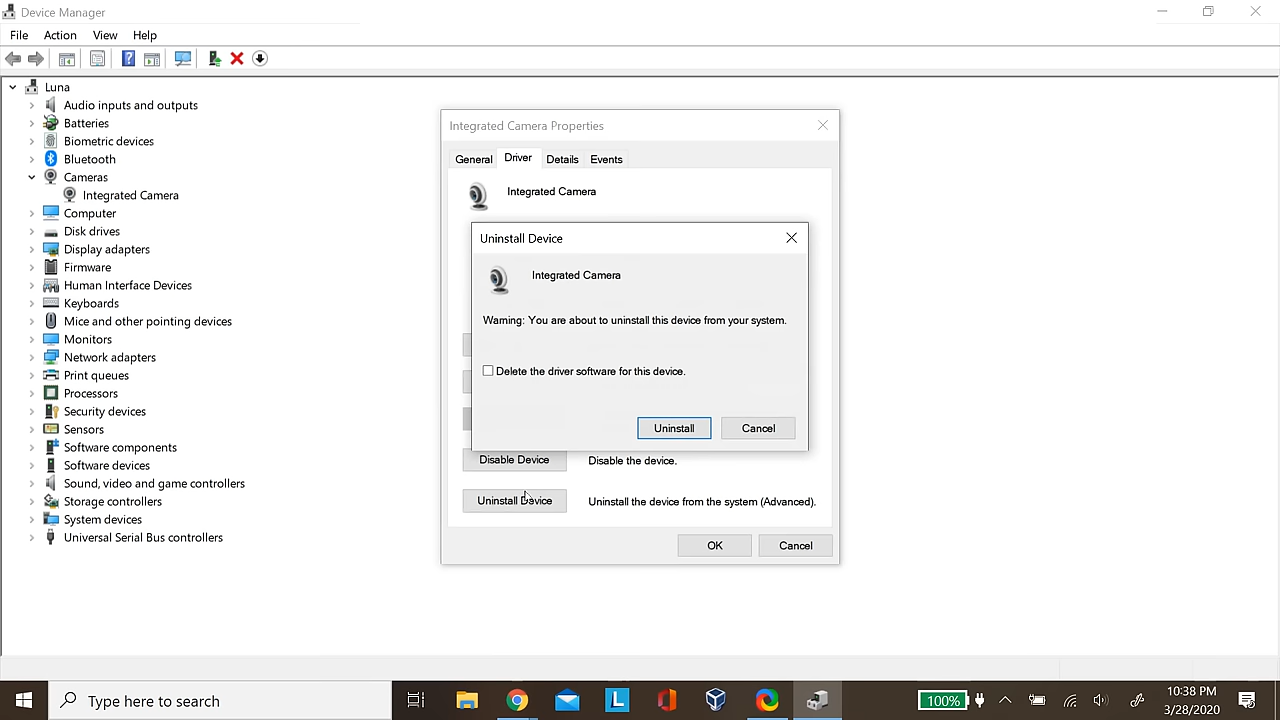 Device Manager
File Action View Help
Luna
Audio inputs and outputs
Batteries
Biometric devices
Bluetooth
Cameras
Integrated Camera
Computer
Disk drives
Display adapters
Firmware
Human Interface Devices
Keyboards
Mice and other pointing devices
Monitors
Network adapters
Print queues
Processors
Security devices
Sensors
Software components
Software devices
Sound, video and game controllers
Storage controllers
System devices
Universal Serial Bus controllers
Integrated Camera Properties
General Driver Details Events
Integrated Camera
Uninstall Device
Integrated Camera
Warning: You are about to uninstall this device from your system.
Delete the driver software for this device.
Uninstall Cancel
Disable Device Disable the device.
Uninstall Device Uninstall the device from the system (Advanced).
OK Cancel
Type here to search
L
100%
10:38 PM
3/28/2020